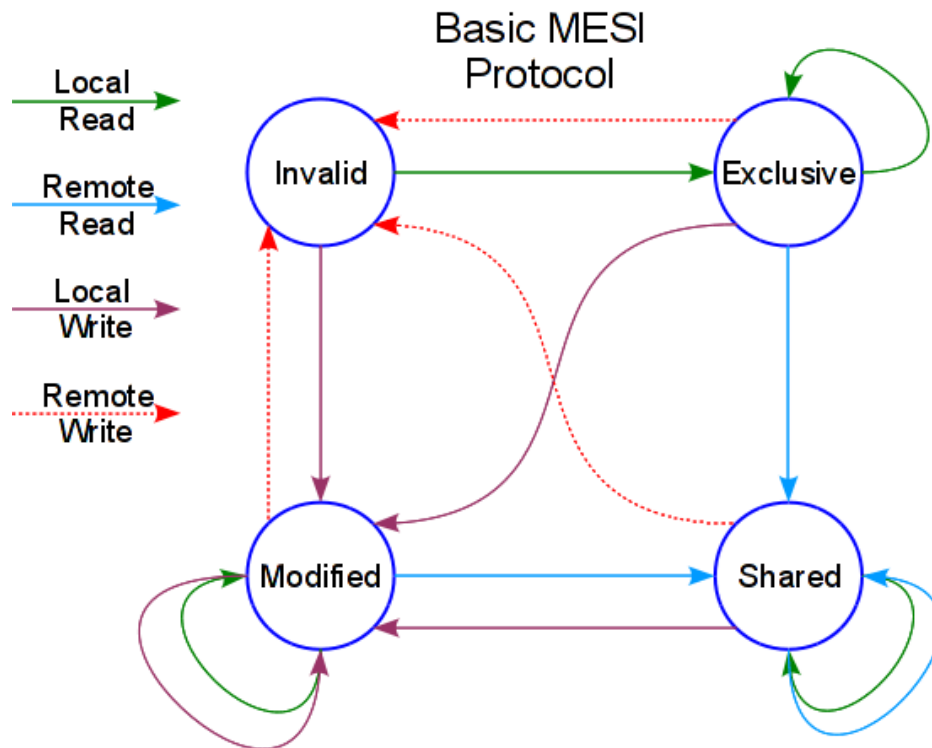 Basic MESI
Protocol
Local
Read
Remote
Read
Local
Write
Remote
Write
Invalid
Exclusive
Modified
Shared